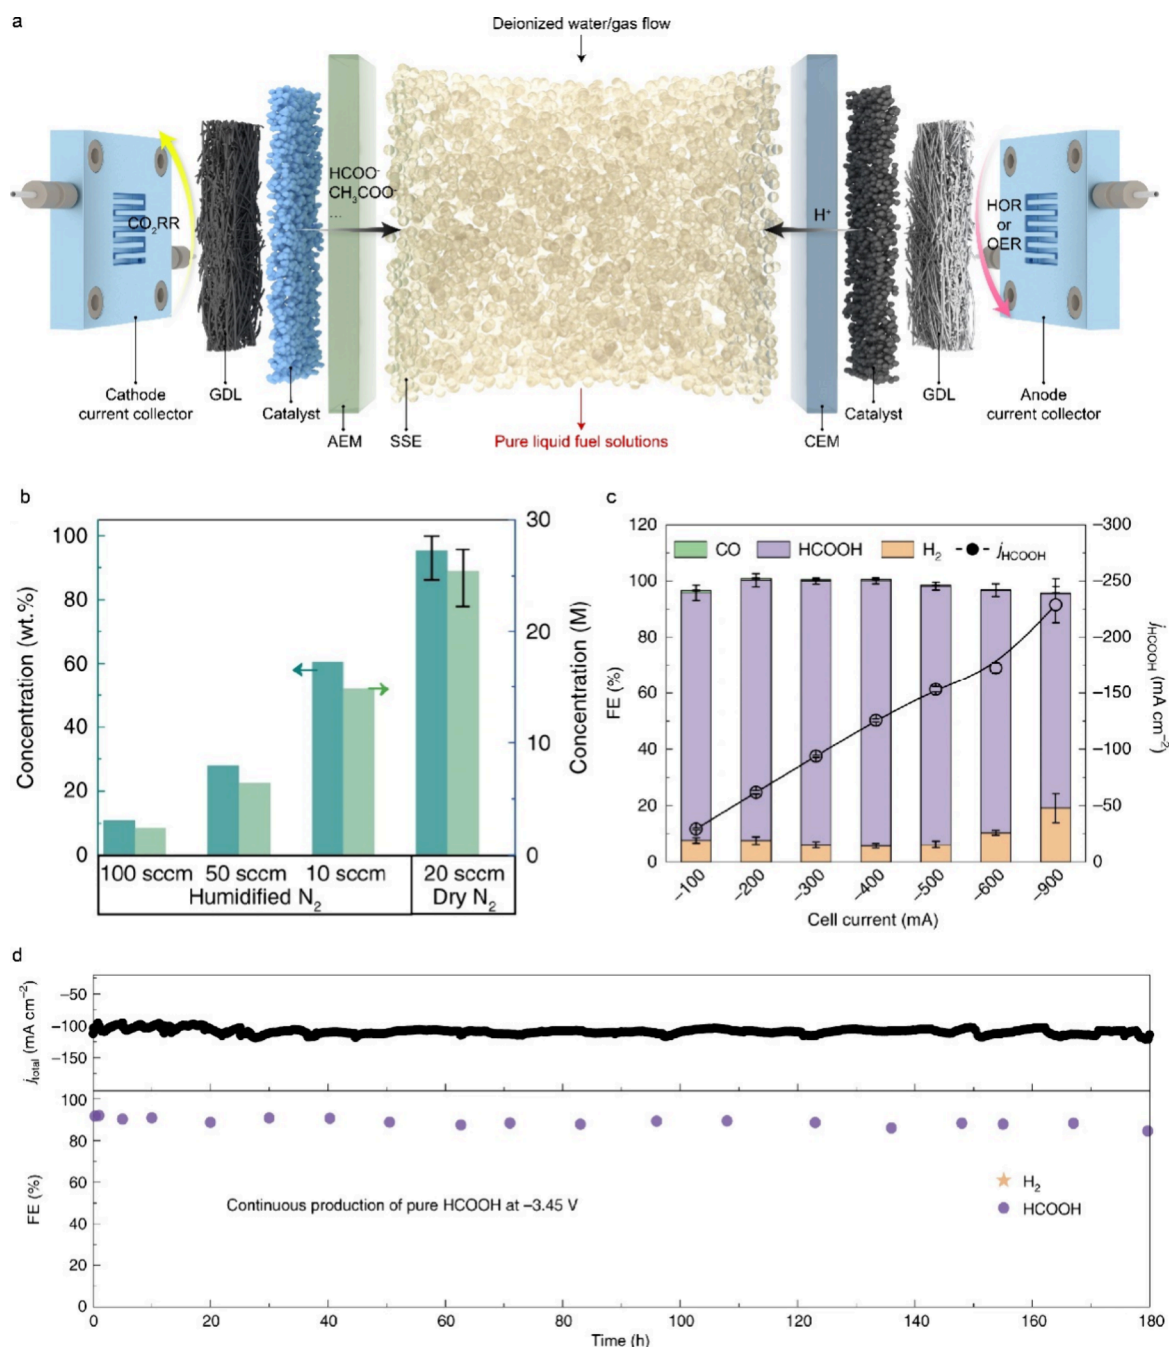 a
Deionized water/gas flow
HCOO⁻
CH₃COO⁻
...
CO₂RR
H⁺
HOR
or
OER
Cathode
current collector
GDL
Catalyst
AEM
SSE
Pure liquid fuel solutions
CEM
Catalyst
GDL
Anode
current collector
b
Concentration (wt.%)
100
80
60
40
20
0
30
20
10
0
Concentration (M)
100 sccm
50 sccm
10 sccm
20 sccm
Humidified N₂
Dry N₂
c
CO
HCOOH
H₂
j_HCOOH
FE (%)
120
100
80
60
40
20
0
−300
−250
−200
−150
−100
−50
0
j_HCOOH (mA cm⁻²)
−100
−200
−300
−400
−500
−600
−900
Cell current (mA)
d
j_total (mA cm⁻²)
−50
−100
−150
FE (%)
100
80
60
40
20
0
Continuous production of pure HCOOH at −3.45 V
H₂
HCOOH
0
20
40
60
80
100
120
140
160
180
Time (h)